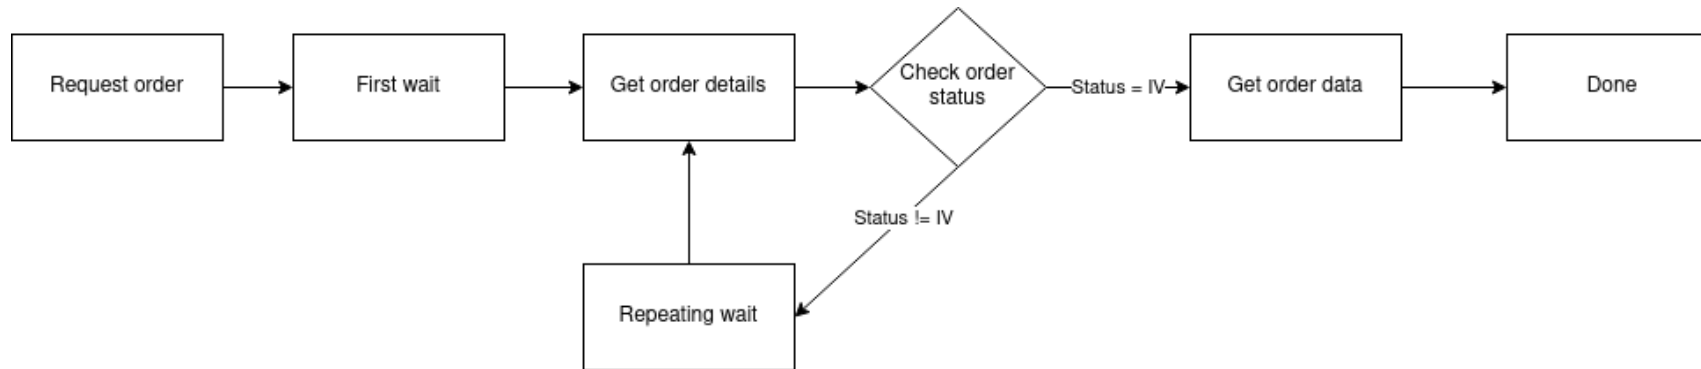 Request order
First wait
Get order details
Check order
status
Status = IV
Get order data
Done
Status != IV
Repeating wait